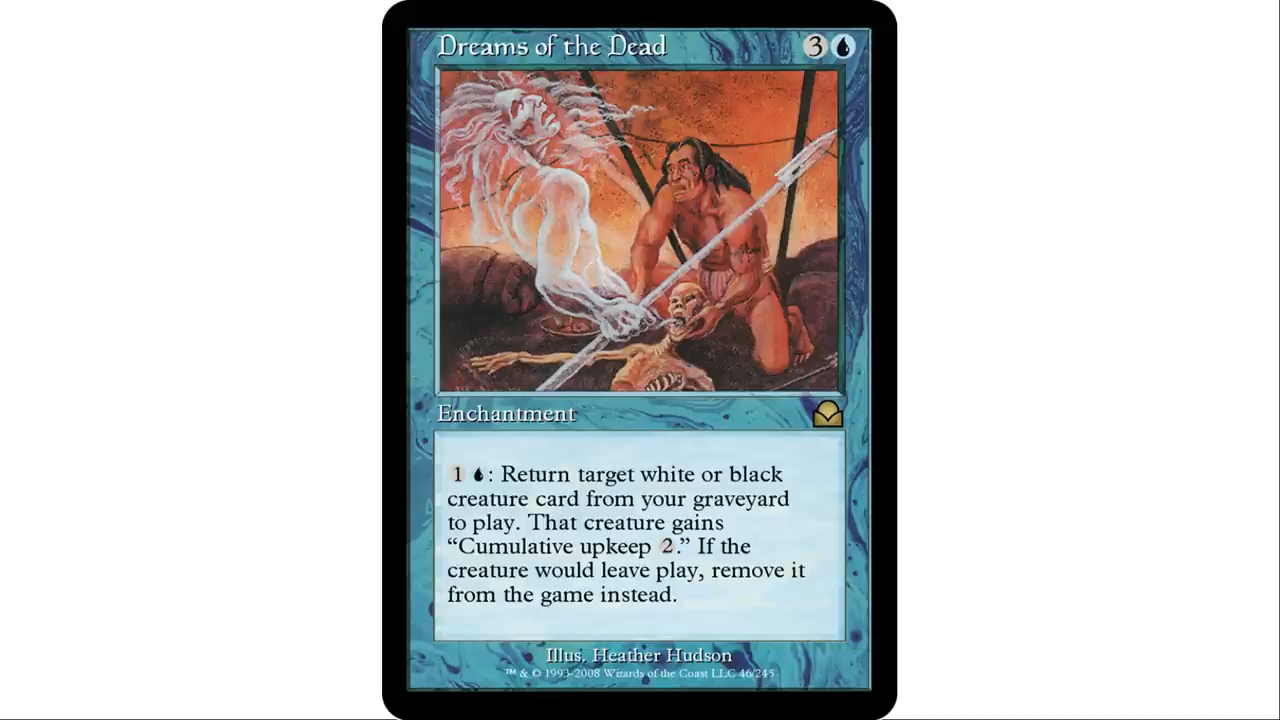 Dreams of the Dead 3
Enchantment
1 : Return target white or black
creature card from your graveyard
to play. That creature gains
“Cumulative upkeep 2.” If the
creature would leave play, remove it
from the game instead.
Illus. Heather Hudson
™ & © 1993-2008 Wizards of the Coast LLC 46/245